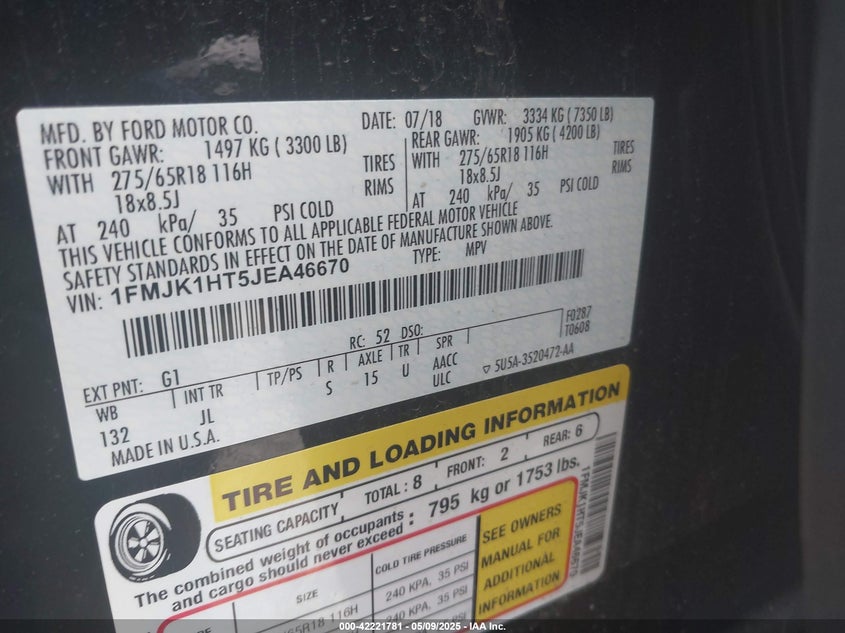 MFD. BY FORD MOTOR CO. DATE: 07/18 GVWR: 3334 KG ( 7350 LB)
FRONT GAWR: 1497 KG ( 3300 LB) REAR GAWR: 1905 KG ( 4200 LB)
WITH 275/65R18 116H TIRES WITH 275/65R18 116H TIRES
18x8.5J RIMS 18x8.5J RIMS
AT 240 kPa/ 35 PSI COLD AT 240 kPa/ 35 PSI COLD
THIS VEHICLE CONFORMS TO ALL APPLICABLE FEDERAL MOTOR VEHICLE
SAFETY STANDARDS IN EFFECT ON THE DATE OF MANUFACTURE SHOWN ABOVE.
VIN: 1FMJK1HT5JEA46670 TYPE: MPV
F0287
T0608
RC: 52 DSO:
EXT PNT: G1
WB INT TR TP/PS R AXLE TR SPR
132 JL S 15 U AACC
ULC
5U5A-3520472-AA
MADE IN U.S.A.
TIRE AND LOADING INFORMATION
SEATING CAPACITY TOTAL : 8 FRONT: 2 REAR: 6
The combined weight of occupants
and cargo should never exceed : 795 kg or 1753 lbs.
SIZE COLD TIRE PRESSURE
116H 240 KPA, 35 PSI
240 KPA, 35 PSI
SEE OWNERS
MANUAL FOR
ADDITIONAL
INFORMATION
000-42221781 - 05/09/2025 - IAA Inc.